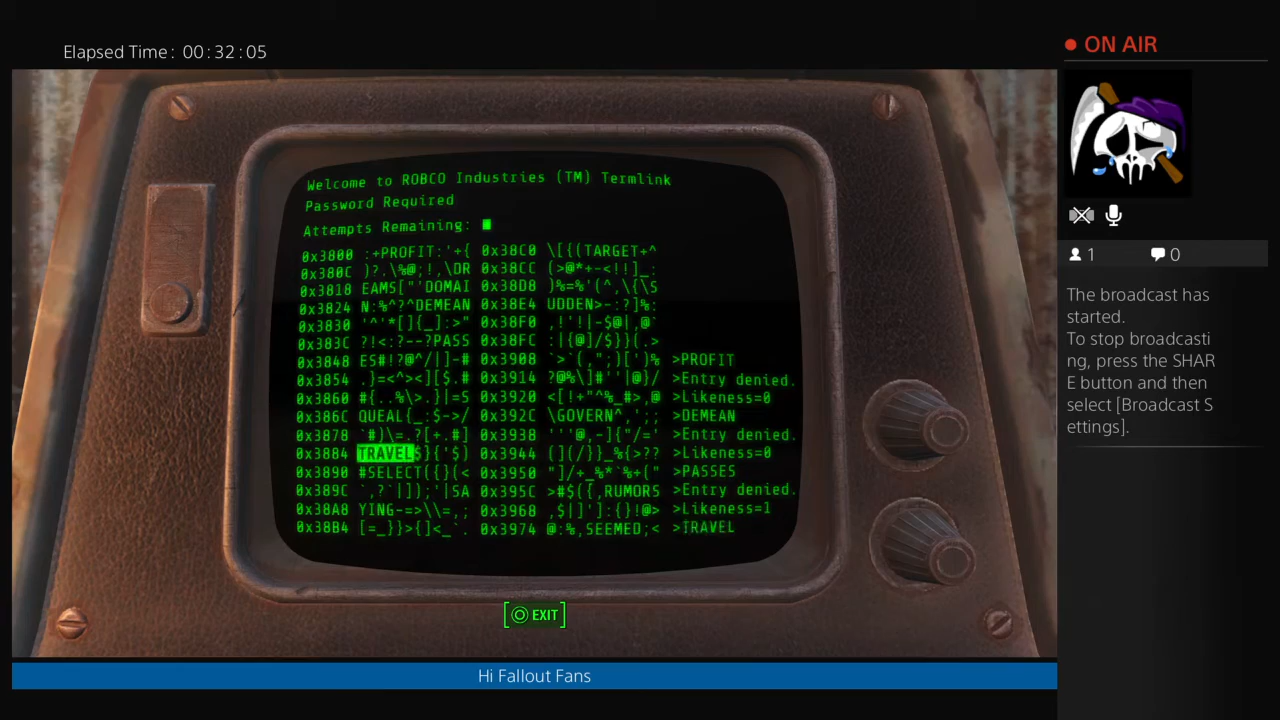 Elapsed Time: 00:32:05
ON AIR
Welcome to ROBCO Industries (TM) Termlink
Password Required
Attempts Remaining: ■
0x3800 :+PROFIT:'+{ 0x38C0 \[{(TARGET+^
0x380C )?.\%@;!,\DR 0x38CC (>@*+-<!!]_:
0x3818 EAMS["'DOMAI 0x38D8 )%=%'(^,\{\S
0x3824 N:%^?^DEMEAN 0x38E4 UDDEN>-:?]%:
0x3830 '^'*[]{_]:>" 0x38F0 ,!'!|-$@|,@`
0x383C ?!<:?--?PASS 0x38FC :|{@]/$}}(.>
0x3848 ES#!?@^/|]-# 0x3908 `>`(,";)[')% >PROFIT
0x3854 .}=<^><][$.# 0x3914 ?@%\]#''|@}/ >Entry denied.
0x3860 #{..%\>.}|=S 0x3920 <[!+"^%_#>,@ >Likeness=0
0x386C QUEAL{_:$->/ 0x392C \GOVERN^,';; >DEMEAN
0x3878 `#)\=.?[+.#] 0x3938 '''@,-]{"/=' >Entry denied.
0x3884 TRAVEL$}{'$) 0x3944 (](/}}_%{>?? >Likeness=0
0x3890 #SELECT({}(< 0x3950 "]/+_%*`%+(" >PASSES
0x389C `,?`|]);'|SA 0x395C >#$({,RUMORS >Entry denied.
0x38A8 YING-=>\\=,; 0x3968 ,$|]']:{}!@> >Likeness=1
0x38B4 [=_}}>{]<_`. 0x3974 @:%,SEEMED;< >TRAVEL
EXIT
Hi Fallout Fans
1 0
The broadcast has
started.
To stop broadcasti
ng, press the SHAR
E button and then
select [Broadcast S
ettings].